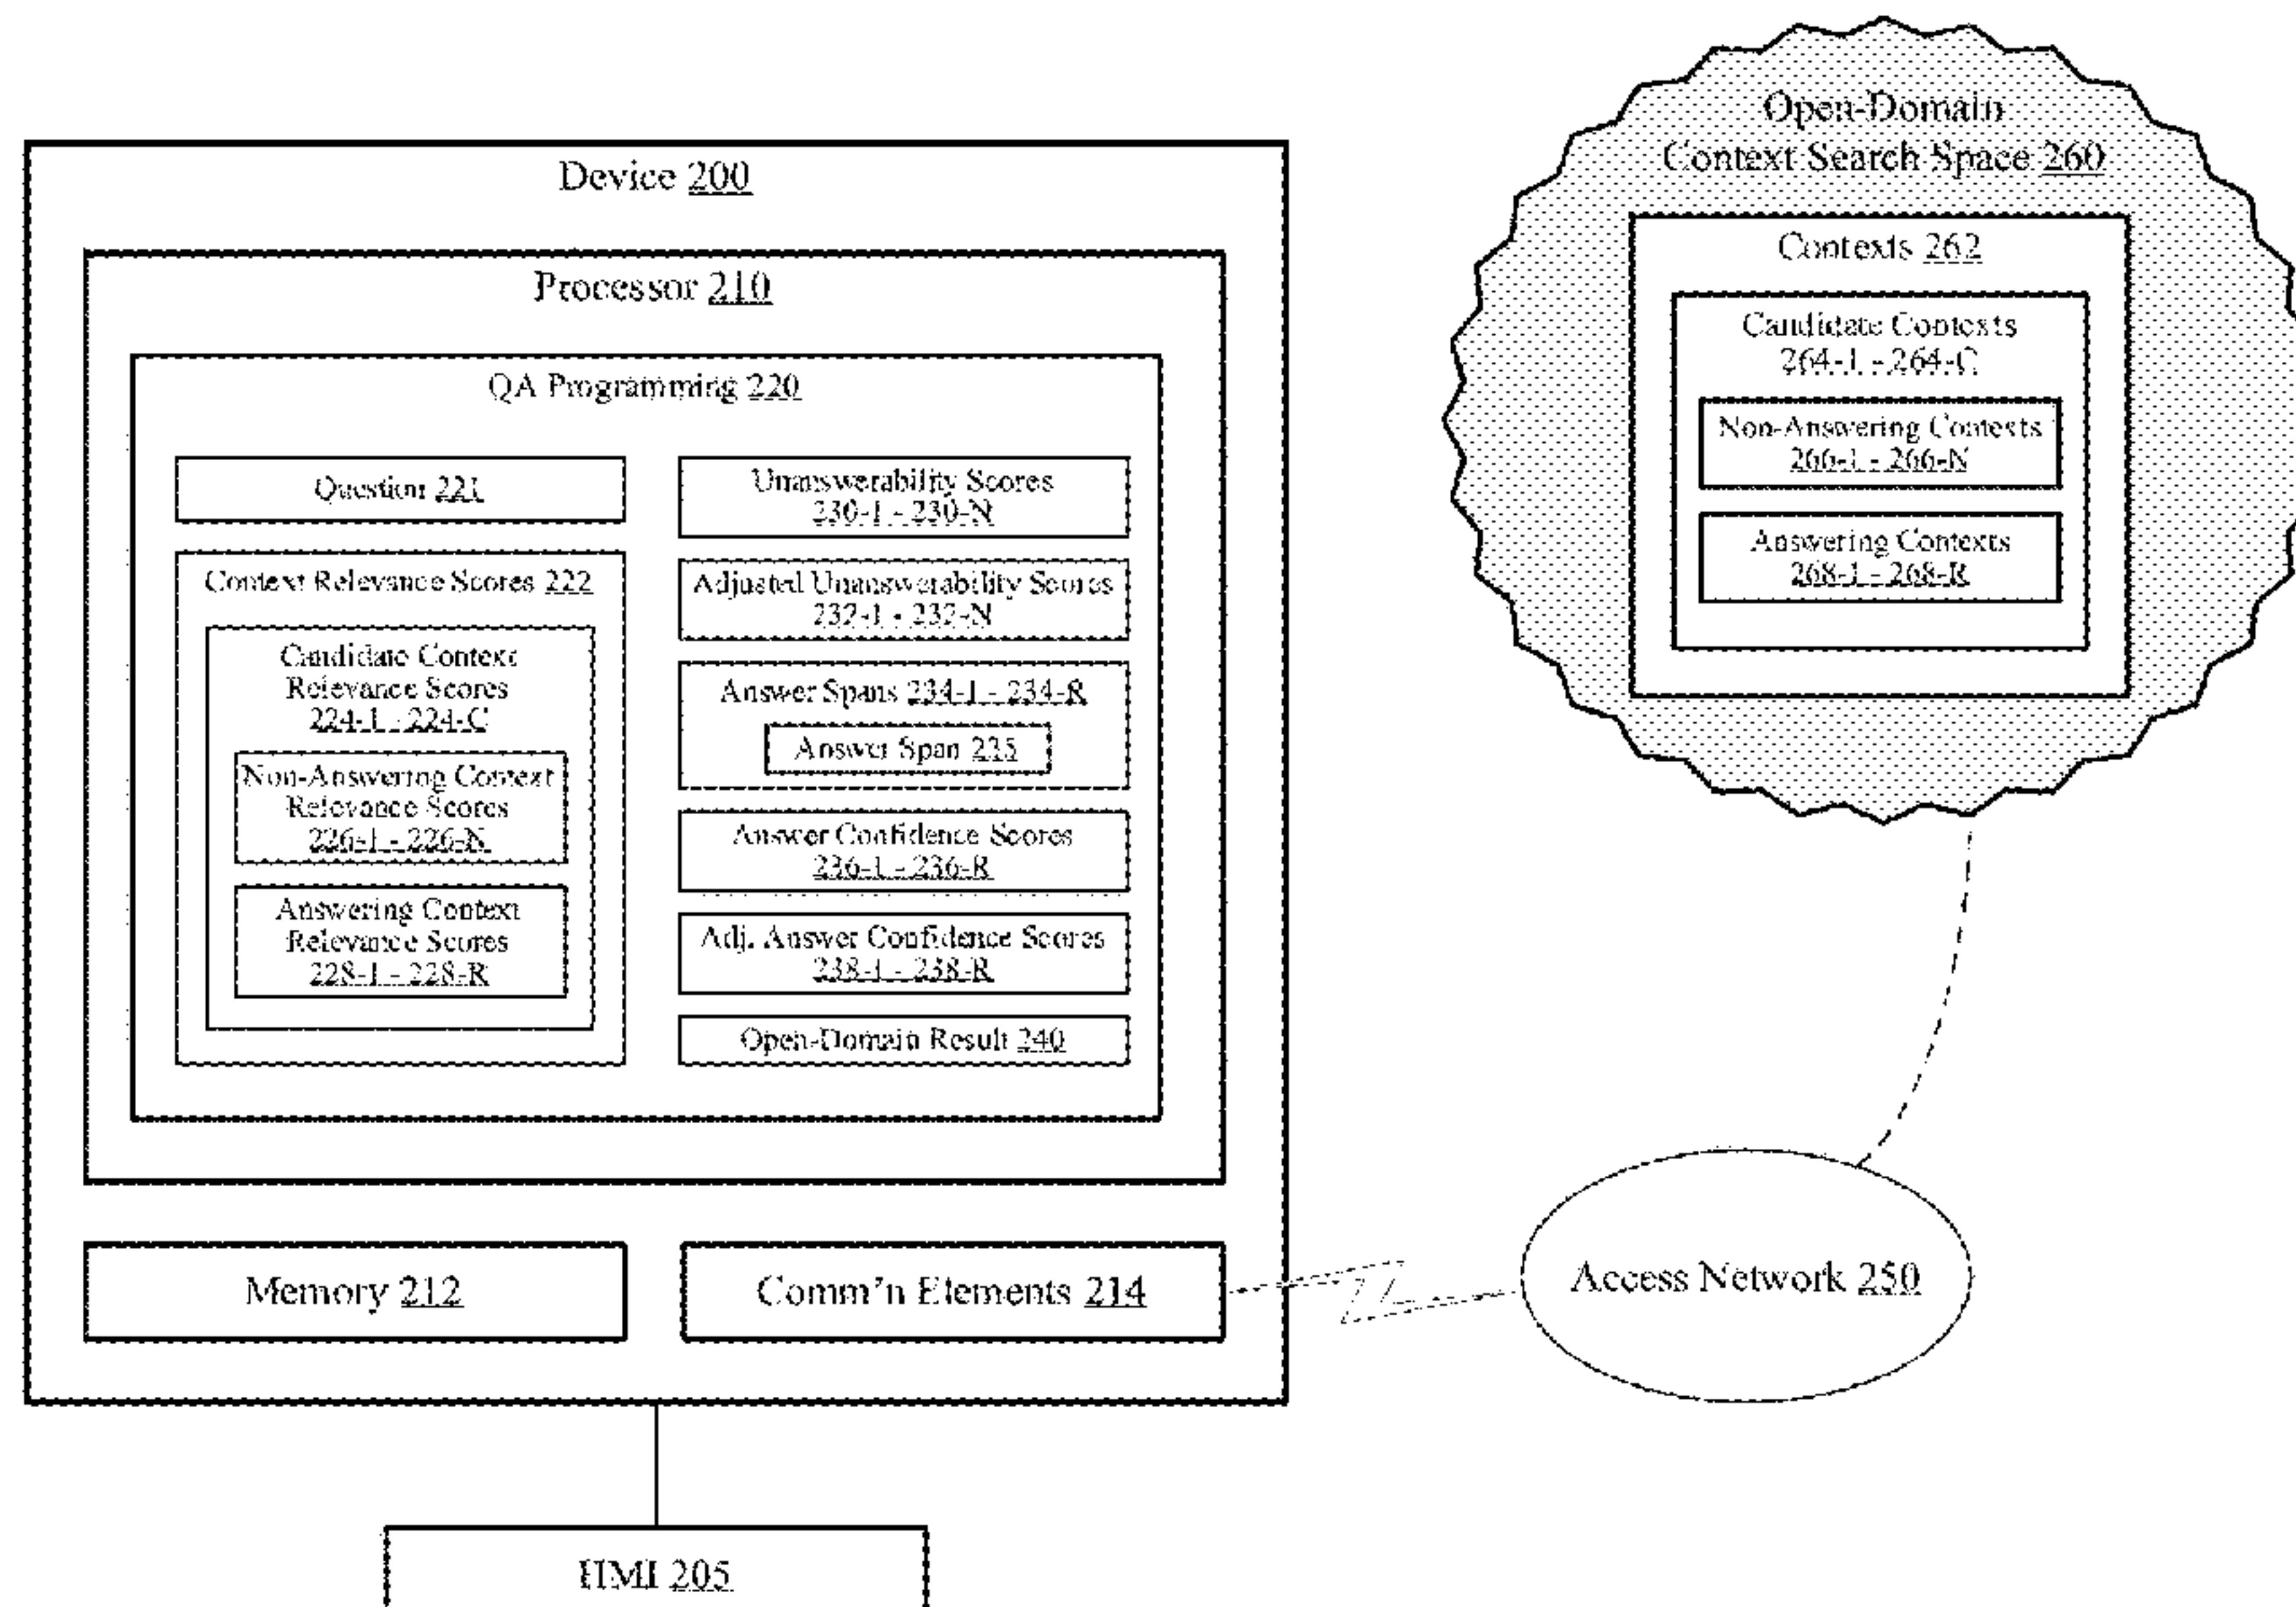 Device 200
Processor 210
QA Programming 220
Question 221
Context Relevance Scores 222
Candidate Context
Relevance Scores
224-1 - 224-C
Non-Answering Context
Relevance Scores
226-1 - 226-N
Answering Context
Relevance Scores
228-1 - 228-R
Unanswerability Scores
230-1 - 230-N
Adjusted Unanswerability Scores
232-1 - 232-N
Answer Spans 234-1 - 234-R
Answer Span 235
Answer Confidence Scores
236-1 - 236-R
Adj. Answer Confidence Scores
238-1 - 238-R
Open-Domain Result 240
Memory 212
Comm'n Elements 214
HMI 205
Open-Domain
Context Search Space 260
Contexts 262
Candidate Contexts
264-1 - 264-C
Non-Answering Contexts
266-1 - 266-N
Answering Contexts
268-1 - 268-R
Access Network 250